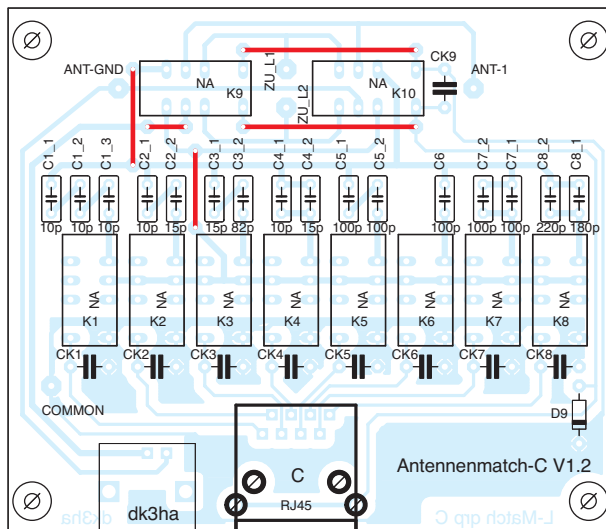 ANT-GND
NA
K9
ZU_L1
ZU_L2
NA
K10
CK9
ANT-1
C1_1
C1_2
C1_3
C2_1
C2_2
C3_1
C3_2
C4_1
C4_2
C5_1
C5_2
C6
C7_2
C7_1
C8_2
C8_1
10p 10p 10p 10p 15p 15p 82p 10p 15p 100p 100p 100p 100p 100p 220p 180p
NA NA NA NA NA NA NA NA
K1 K2 K3 K4 K5 K6 K7 K8
CK1 CK2 CK3 CK4 CK5 CK6 CK7 CK8
COMMON
D9
C
Antennenmatch-C V1.2
RJ45
dk3ha
dk3ha
L-Match grp C